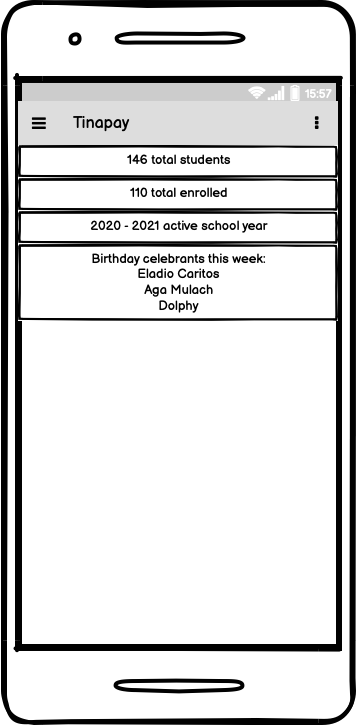 15:57
Tinapay
146 total students
110 total enrolled
2020 - 2021 active school year
Birthday celebrants this week:
Eladio Caritos
Aga Mulach
Dolphy